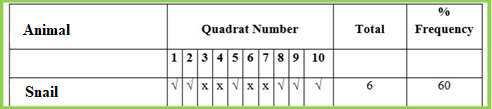 Animal Quadrat Number Total % Frequency
1 2 3 4 5 6 7 8 9 10
Snail √ √ x x √ x x √ √ √ 6 60